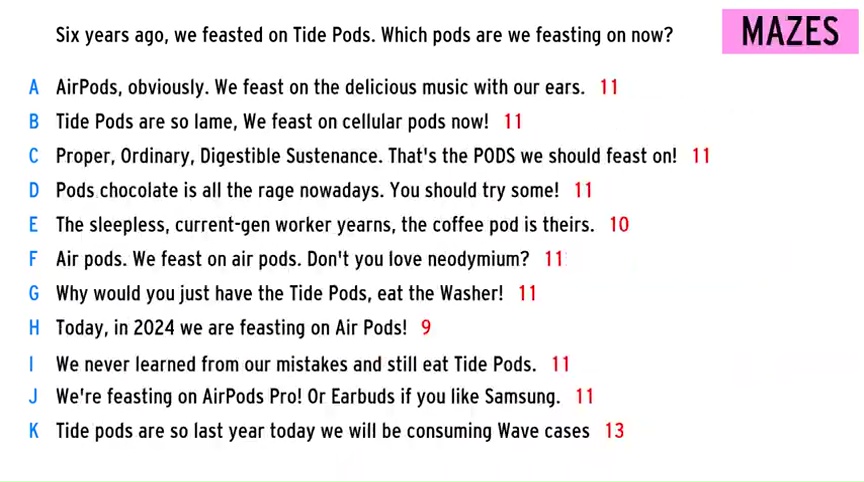 MAZES
Six years ago, we feasted on Tide Pods. Which pods are we feasting on now?
A AirPods, obviously. We feast on the delicious music with our ears. 11
B Tide Pods are so lame, We feast on cellular pods now! 11
C Proper, Ordinary, Digestible Sustenance. That's the PODS we should feast on! 11
D Pods chocolate is all the rage nowadays. You should try some! 11
E The sleepless, current-gen worker yearns, the coffee pod is theirs. 10
F Air pods. We feast on air pods. Don't you love neodymium? 11
G Why would you just have the Tide Pods, eat the Washer! 11
H Today, in 2024 we are feasting on Air Pods! 9
I We never learned from our mistakes and still eat Tide Pods. 11
J We're feasting on AirPods Pro! Or Earbuds if you like Samsung. 11
K Tide pods are so last year today we will be consuming Wave cases 13